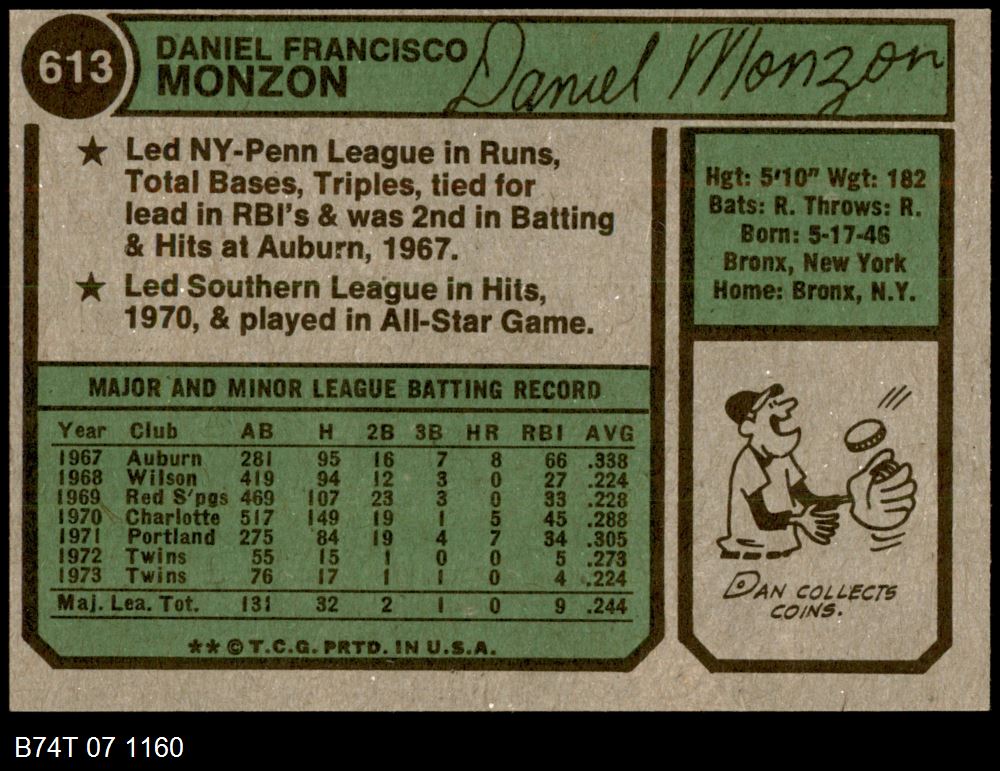 613
DANIEL FRANCISCO
MONZON
Daniel Monzon
★ Led NY-Penn League in Runs,
Total Bases, Triples, tied for
lead in RBI's & was 2nd in Batting
& Hits at Auburn, 1967.
★ Led Southern League in Hits,
1970, & played in All-Star Game.
Hgt: 5'10" Wgt: 182
Bats: R. Throws: R.
Born: 5-17-46
Bronx, New York
Home: Bronx, N.Y.
MAJOR AND MINOR LEAGUE BATTING RECORD
Year Club AB H 2B 3B HR RBI AVG
1967 Auburn 281 95 16 7 8 66 .338
1968 Wilson 419 94 12 3 0 27 .224
1969 Red S'pgs 469 107 23 3 0 33 .228
1970 Charlotte 517 149 19 1 5 45 .288
1971 Portland 275 84 19 4 7 34 .305
1972 Twins 55 15 1 0 0 5 .273
1973 Twins 76 17 1 1 0 4 .224
Maj. Lea. Tot. 131 32 2 1 0 9 .244
**©T.C.G. PRTD. IN U.S.A.
DAN COLLECTS
COINS.
B74T 07 1160